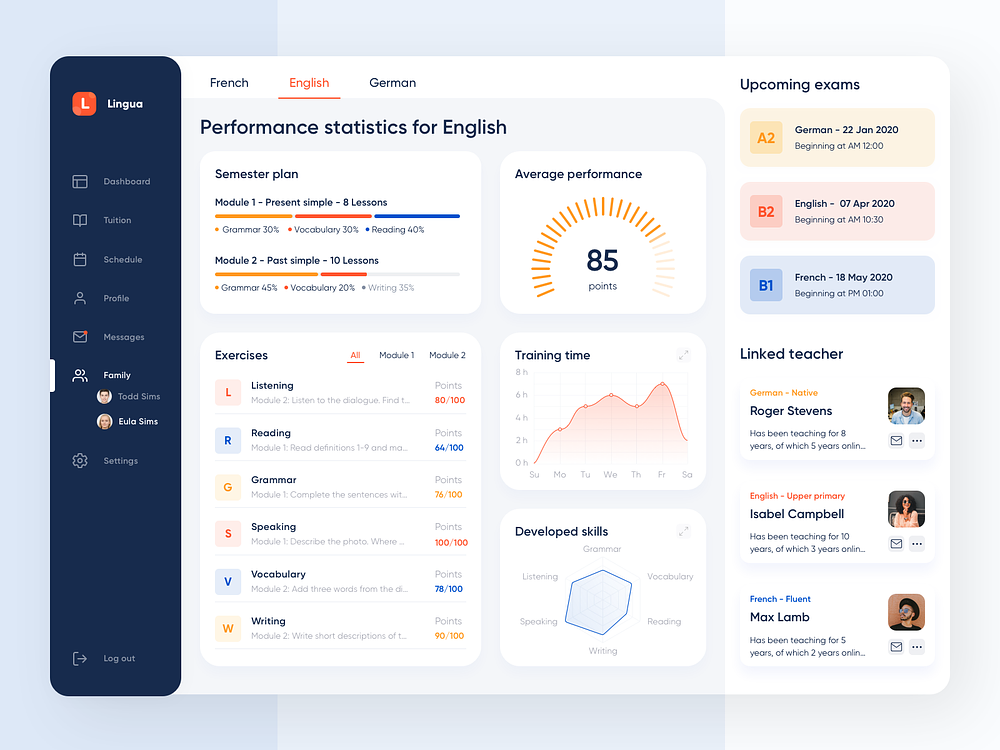 L
Lingua
Dashboard
Tuition
Schedule
Profile
Messages
Family
Todd Sims
Eula Sims
Settings
Log out
French English German
Performance statistics for English
Semester plan
Module 1 - Present simple - 8 Lessons
Grammar 30% Vocabulary 30% Reading 40%
Module 2 - Past simple - 10 Lessons
Grammar 45% Vocabulary 20% Writing 35%
Average performance
85
points
Exercises All Module 1 Module 2
L Listening Points
Module 2: Listen to the dialogue. Find t... 80/100
R Reading Points
Module 1: Read definitions 1-9 and ma... 64/100
G Grammar Points
Module 1: Complete the sentences wit... 76/100
S Speaking Points
Module 1: Describe the photo. Where ... 100/100
V Vocabulary Points
Module 2: Add three words from the di... 78/100
W Writing Points
Module 2: Write short descriptions of t... 90/100
Training time
8 h
6 h
4 h
2 h
0 h
Su Mo Tu We Th Fr Sa
Developed skills
Grammar
Listening Vocabulary
Speaking Reading
Writing
Upcoming exams
A2 German - 22 Jan 2020
Beginning at AM 12:00
B2 English - 07 Apr 2020
Beginning at AM 10:30
B1 French - 18 May 2020
Beginning at PM 01:00
Linked teacher
German - Native
Roger Stevens
Has been teaching for 8
years, of which 5 years onlin...
English - Upper primary
Isabel Campbell
Has been teaching for 10
years, of which 3 years onlin...
French - Fluent
Max Lamb
Has been teaching for 5
years, of which 2 years onlin...